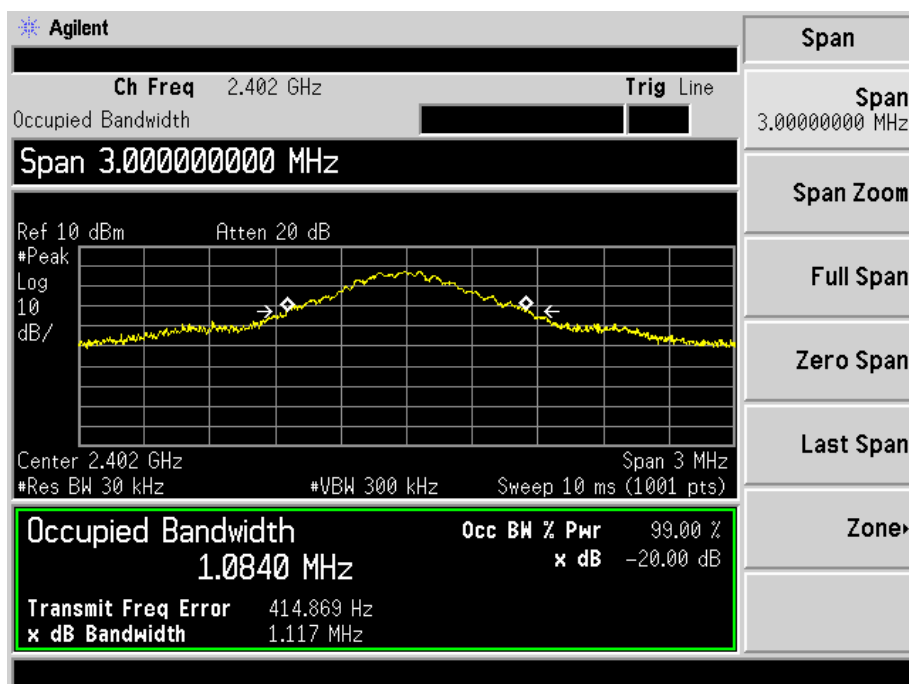 Agilent
Span
Ch Freq 2.402 GHz Trig Line
Occupied Bandwidth
Span 3.000000000 MHz
Ref 10 dBm Atten 20 dB
#Peak
Log
10
dB/
Center 2.402 GHz Span 3 MHz
#Res BW 30 kHz #VBW 300 kHz Sweep 10 ms (1001 pts)
Occupied Bandwidth
1.0840 MHz
Occ BW % Pwr 99.00 %
x dB -20.00 dB
Transmit Freq Error 414.869 Hz
x dB Bandwidth 1.117 MHz
Span
3.00000000 MHz
Span Zoom
Full Span
Zero Span
Last Span
Zone▸